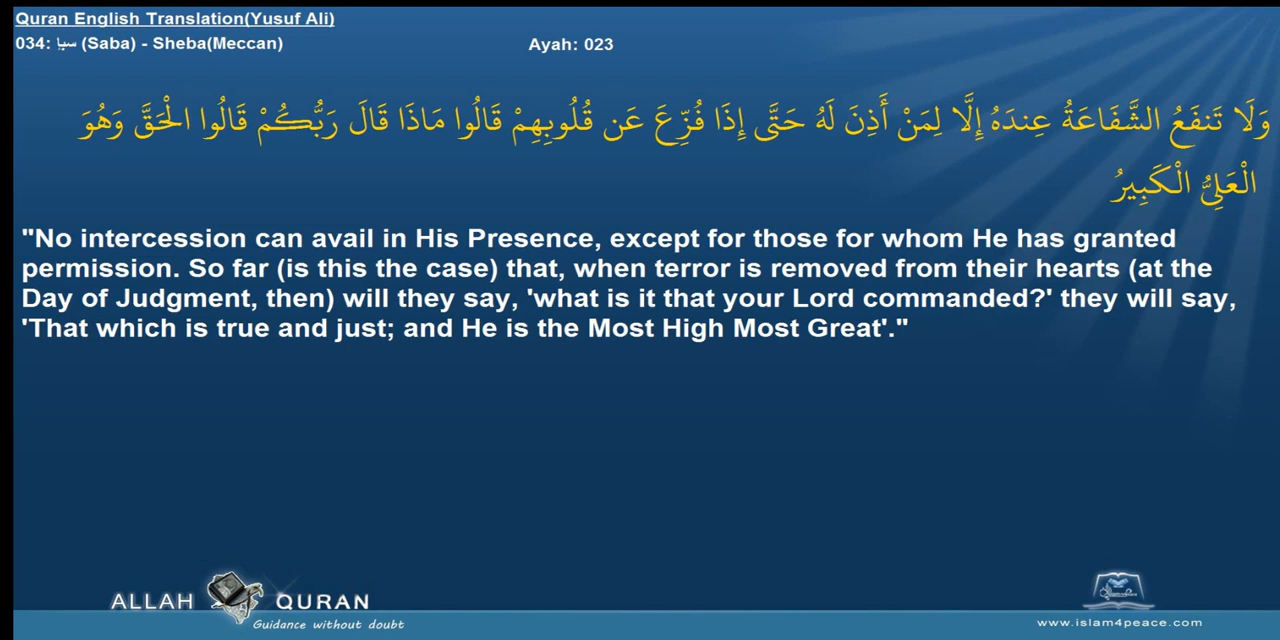 Quran English Translation(Yusuf Ali)
034: سبإ (Saba) - Sheba(Meccan)
Ayah: 023
وَلَا تَنفَعُ الشَّفَاعَةُ عِندَهُ إِلَّا لِمَنْ أَذِنَ لَهُ حَتَّى إِذَا فُزِّعَ عَن قُلُوبِهِمْ قَالُوا مَاذَا قَالَ رَبُّكُمْ قَالُوا الْحَقَّ وَهُوَ
الْعَلِيُّ الْكَبِيرُ
"No intercession can avail in His Presence, except for those for whom He has granted
permission. So far (is this the case) that, when terror is removed from their hearts (at the
Day of Judgment, then) will they say, 'what is it that your Lord commanded?' they will say,
'That which is true and just; and He is the Most High Most Great'."
ALLAH QURAN
Guidance without doubt
www.islam4peace.com